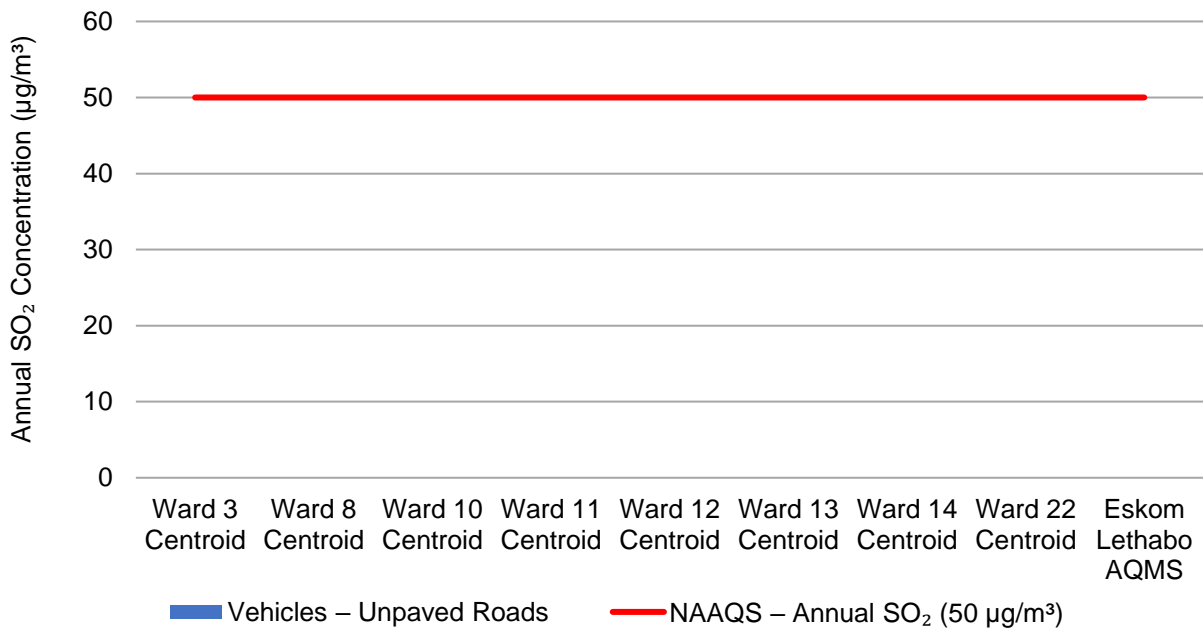 Annual SO₂ Concentration (µg/m³)
60
50
40
30
20
10
0
Ward 3 Centroid
Ward 8 Centroid
Ward 10 Centroid
Ward 11 Centroid
Ward 12 Centroid
Ward 13 Centroid
Ward 14 Centroid
Ward 22 Centroid
Eskom Lethabo AQMS
Vehicles – Unpaved Roads
NAAQS – Annual SO₂ (50 µg/m³)